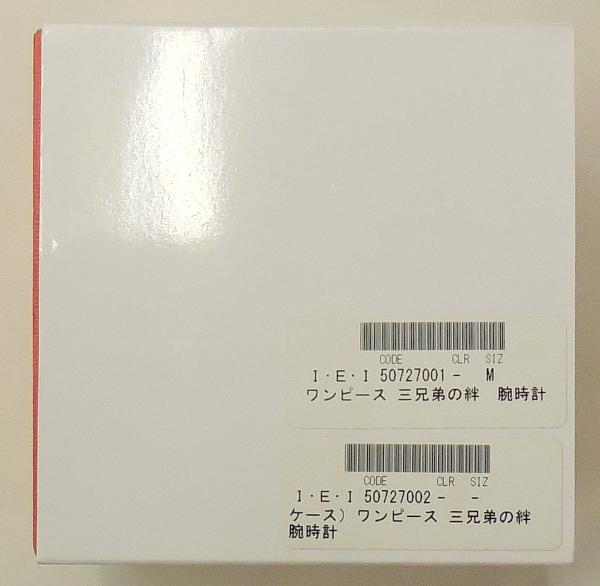 CODE CLR SIZ
I・E・I 50727001 - M
ワンピース 三兄弟の絆 腕時計
CODE CLR SIZ
I・E・I 50727002 - -
ケース) ワンピース 三兄弟の絆
腕時計